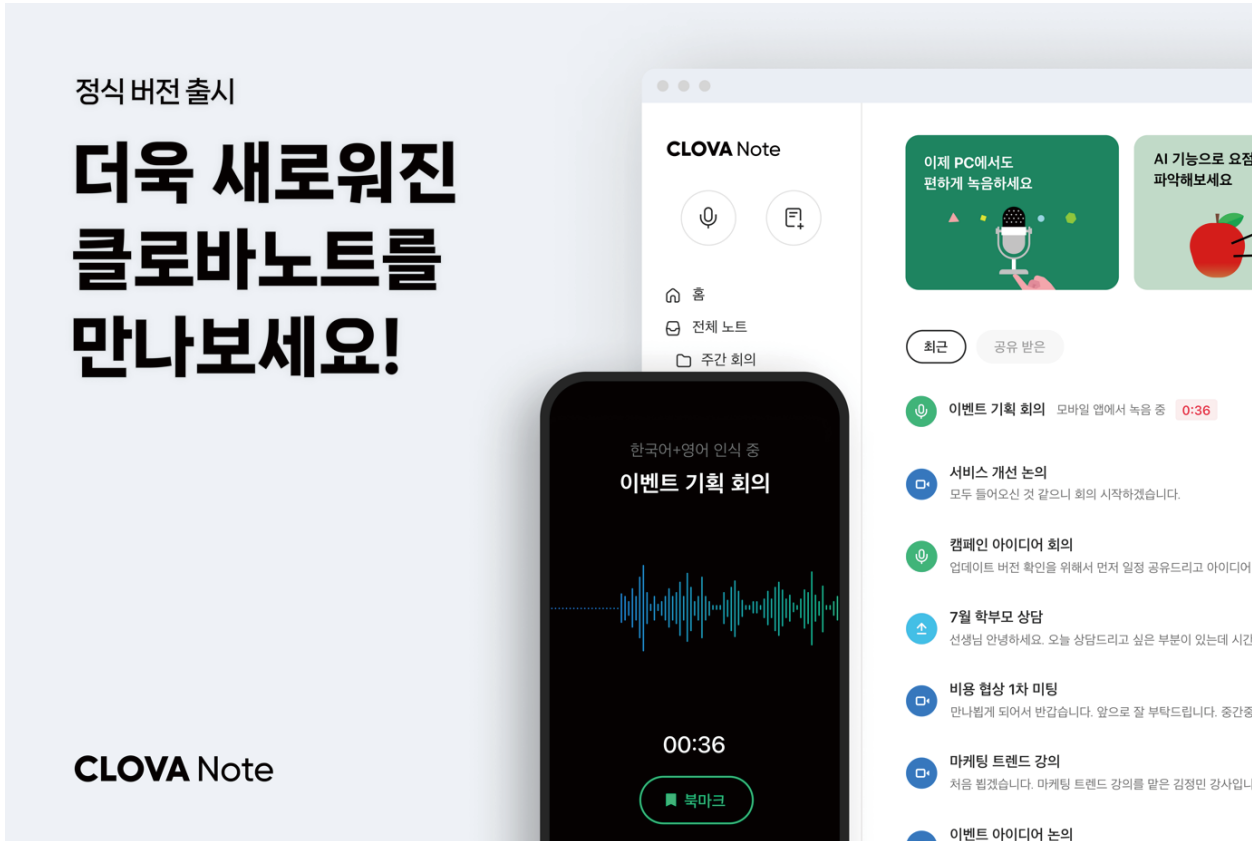 정식 버전 출시
더욱 새로워진
클로바노트를
만나보세요!
CLOVA Note
CLOVA Note
홈
전체 노트
주간 회의
이제 PC에서도
편하게 녹음하세요
AI 기능으로 요점
파악해보세요
최근
공유 받은
이벤트 기획 회의 모바일 앱에서 녹음 중 0:36
서비스 개선 논의
모두 들어오신 것 같으니 회의 시작하겠습니다.
캠페인 아이디어 회의
업데이트 버전 확인을 위해서 먼저 일정 공유드리고 아이디어
7월 학부모 상담
선생님 안녕하세요. 오늘 상담드리고 싶은 부분이 있는데 시간
비용 협상 1차 미팅
만나뵙게 되어서 반갑습니다. 앞으로 잘 부탁드립니다. 중간중
마케팅 트렌드 강의
처음 뵙겠습니다. 마케팅 트렌드 강의를 맡은 김정민 강사입니
이벤트 아이디어 논의
한국어+영어 인식 중
이벤트 기획 회의
00:36
북마크